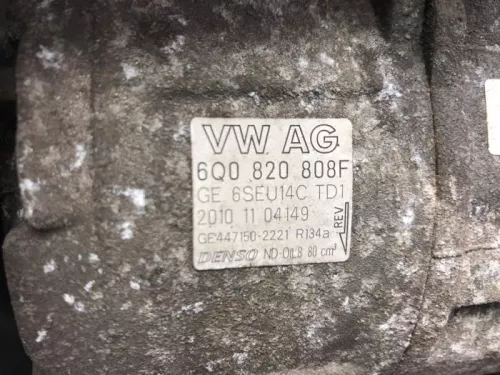 VW AG
6Q0 820 808F
GE 6SEU14C TD1
2010 11 04149
GE447150-2221 R134a
DENSO ND-OIL8 80 cm³
REV